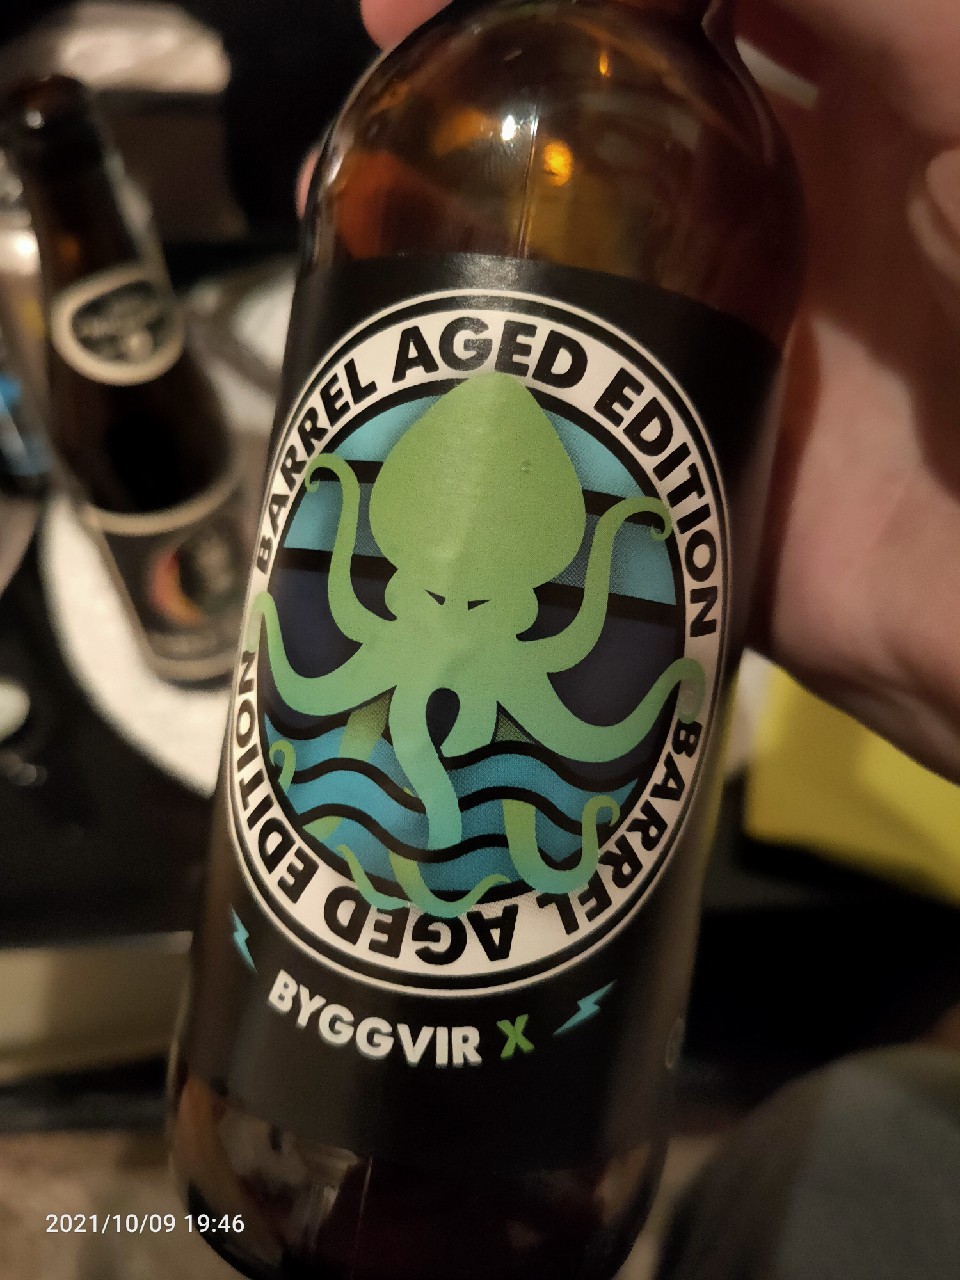 BARREL AGED EDITION
BARREL AGED EDITION
BYGGVIR X
2021/10/09 19:46